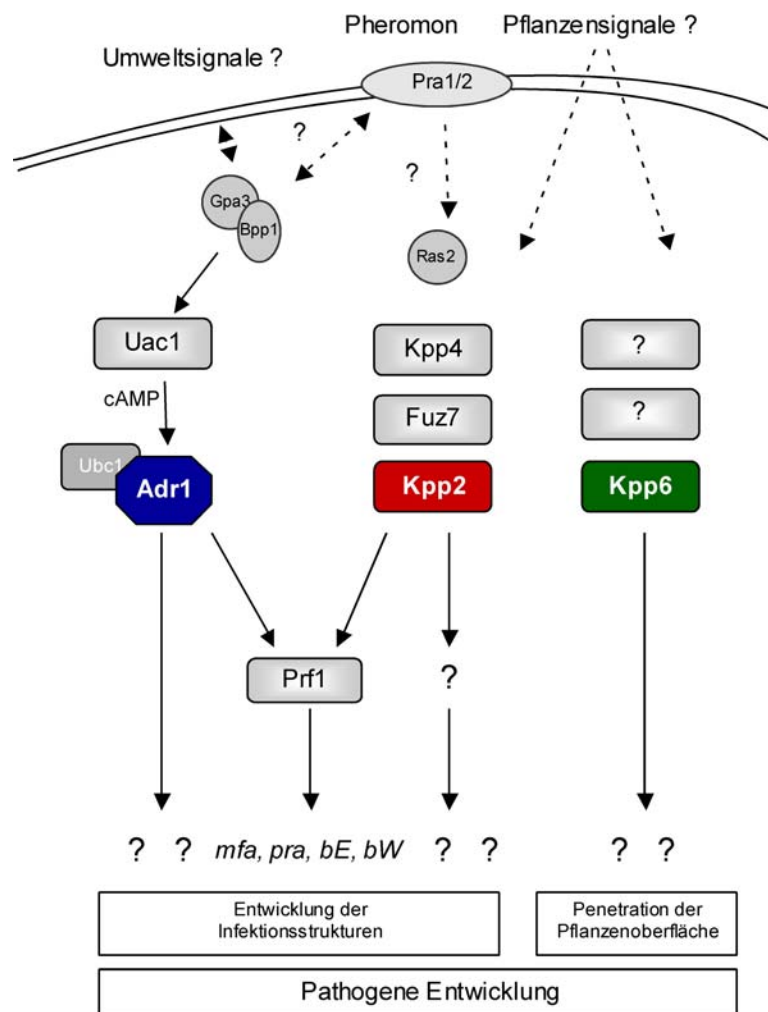 Pheromon
Pflanzensignale ?
Umweltsignale ?
Pra1/2
?
?
Gpa3
Bpp1
Ras2
Uac1
Kpp4
?
cAMP
Fuz7
?
Ubc1
Adr1
Kpp2
Kpp6
Prf1
?
? ? mfa, pra, bE, bW ? ? ? ?
Entwicklung der
Infektionsstrukturen
Penetration der
Pflanzenoberfläche
Pathogene Entwicklung